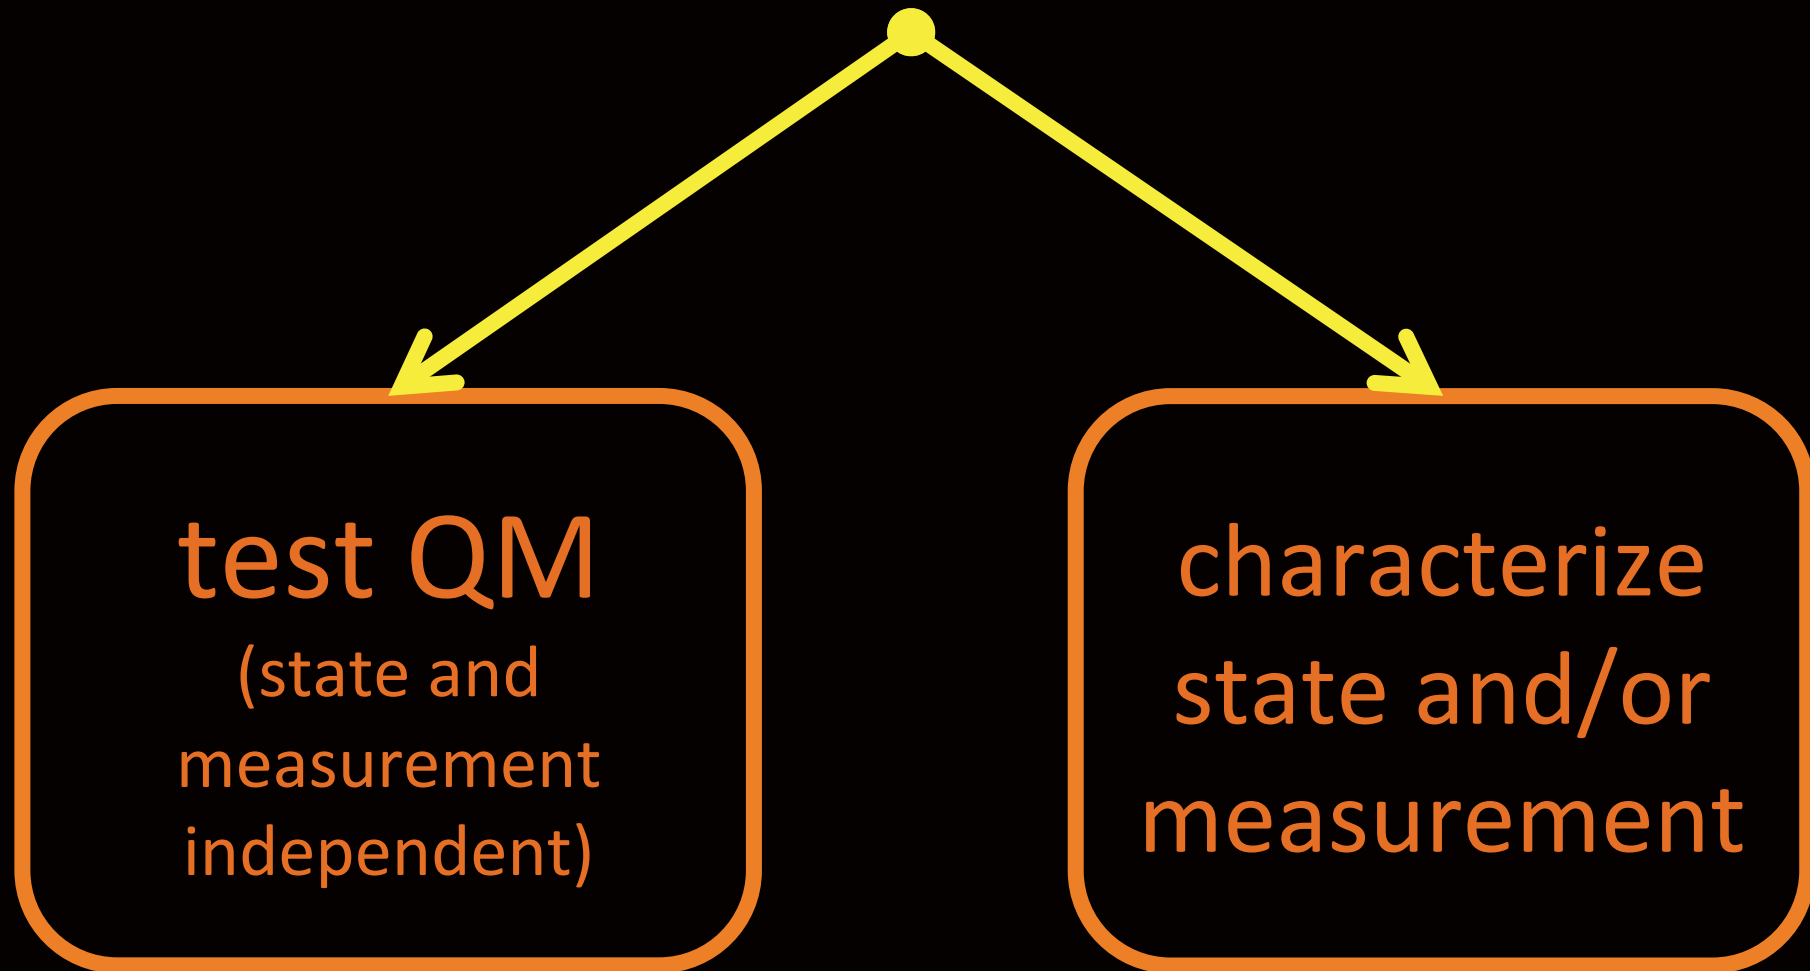 test QM
(state and
measurement
independent)
characterize
state and/or
measurement